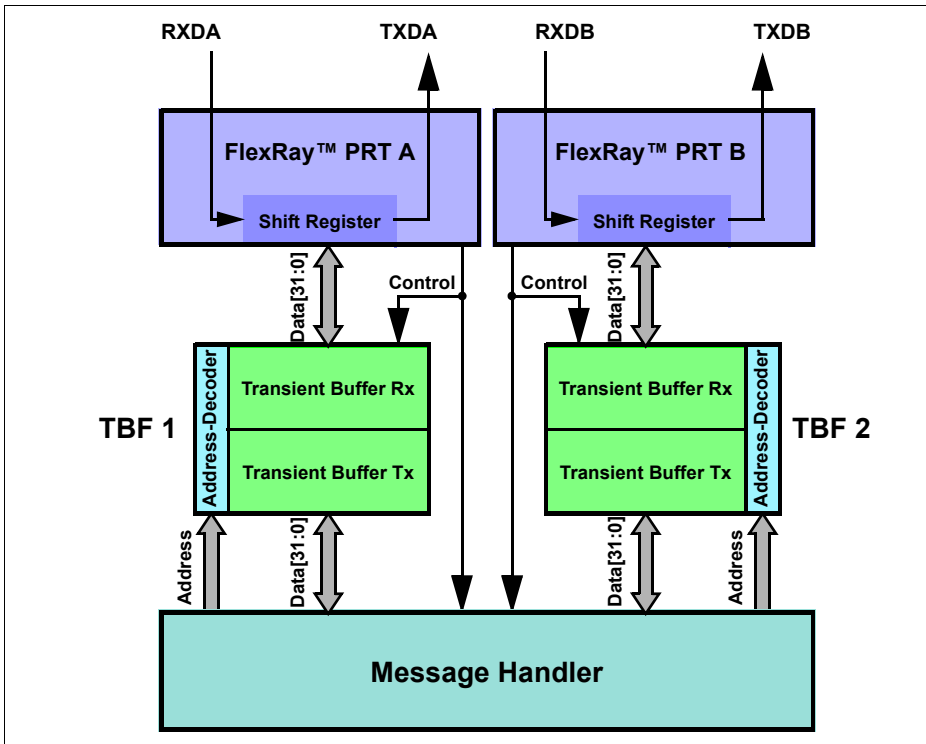 RXDA TXDA RXDB TXDB
FlexRay™ PRT A FlexRay™ PRT B
Shift Register Shift Register
Data[31:0] Control Control Data[31:0]
TBF 1 Address-Decoder Transient Buffer Rx Transient Buffer Rx Address-Decoder TBF 2
Transient Buffer Tx Transient Buffer Tx
Address Data[31:0] Data[31:0] Address
Message Handler